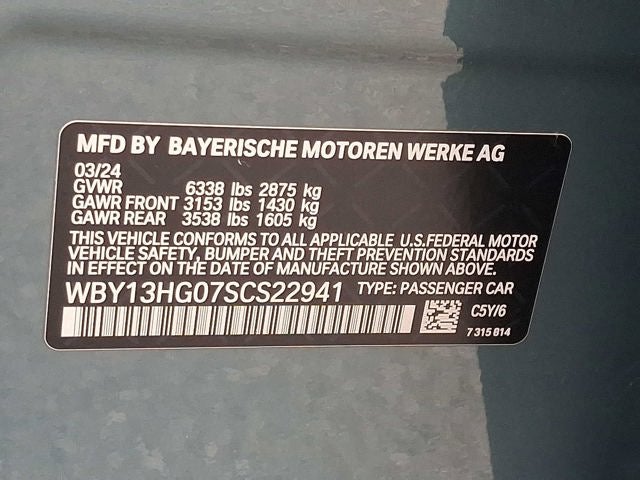 MFD BY BAYERISCHE MOTOREN WERKE AG
03/24
GVWR 6338 lbs 2875 kg
GAWR FRONT 3153 lbs 1430 kg
GAWR REAR 3538 lbs 1605 kg
THIS VEHICLE CONFORMS TO ALL APPLICABLE U.S.FEDERAL MOTOR
VEHICLE SAFETY, BUMPER AND THEFT PREVENTION STANDARDS
IN EFFECT ON THE DATE OF MANUFACTURE SHOWN ABOVE.
WBY13HG07SCS22941 TYPE: PASSENGER CAR
C5Y/6
7 315 814